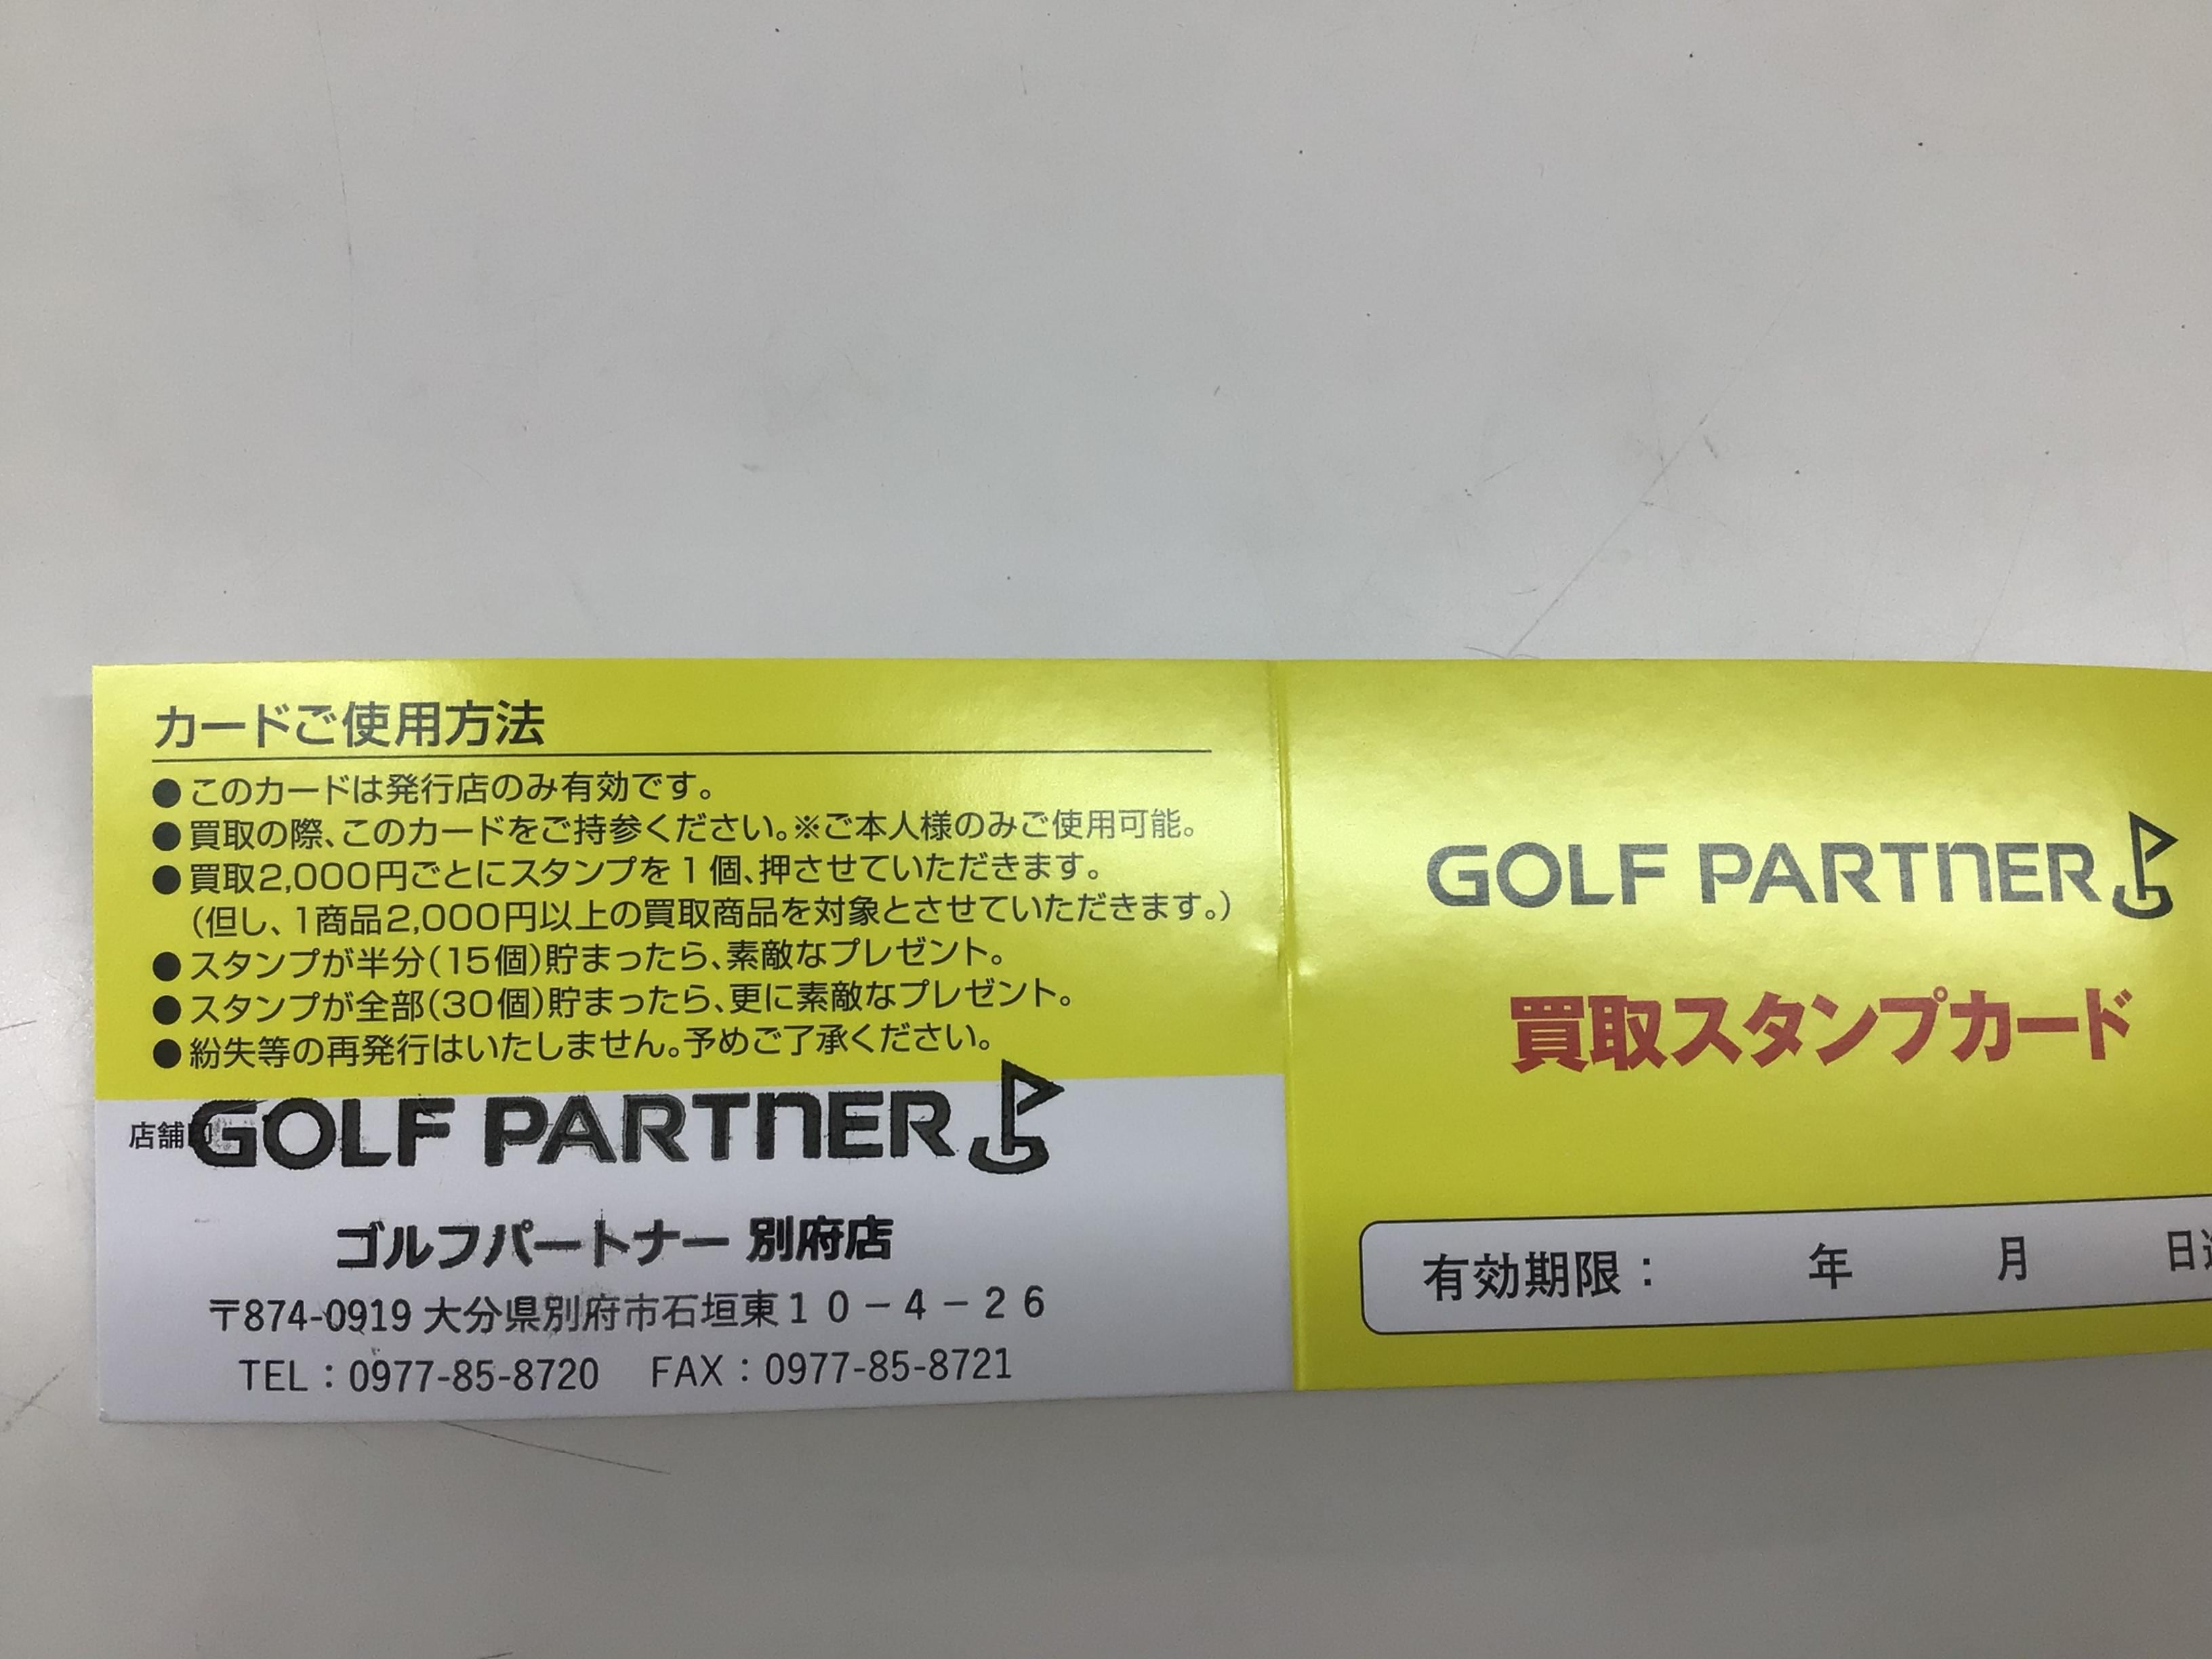 カードご使用方法
●このカードは発行店のみ有効です。
●買取の際、このカードをご持参ください。※ご本人様のみご使用可能。
●買取2,000円ごとにスタンプを1個、押させていただきます。
(但し、1商品2,000円以上の買取商品を対象とさせていただきます。)
●スタンプが半分(15個)貯まったら、素敵なプレゼント。
●スタンプが全部(30個)貯まったら、更に素敵なプレゼント。
●紛失等の再発行はいたしません。予めご了承ください。
店舗
GOLF PARTNER
ゴルフパートナー 別府店
〒874-0919 大分県別府市石垣東10-4-26
TEL:0977-85-8720 FAX:0977-85-8721
GOLF PARTNER
買取スタンプカード
有効期限: 年 月 日